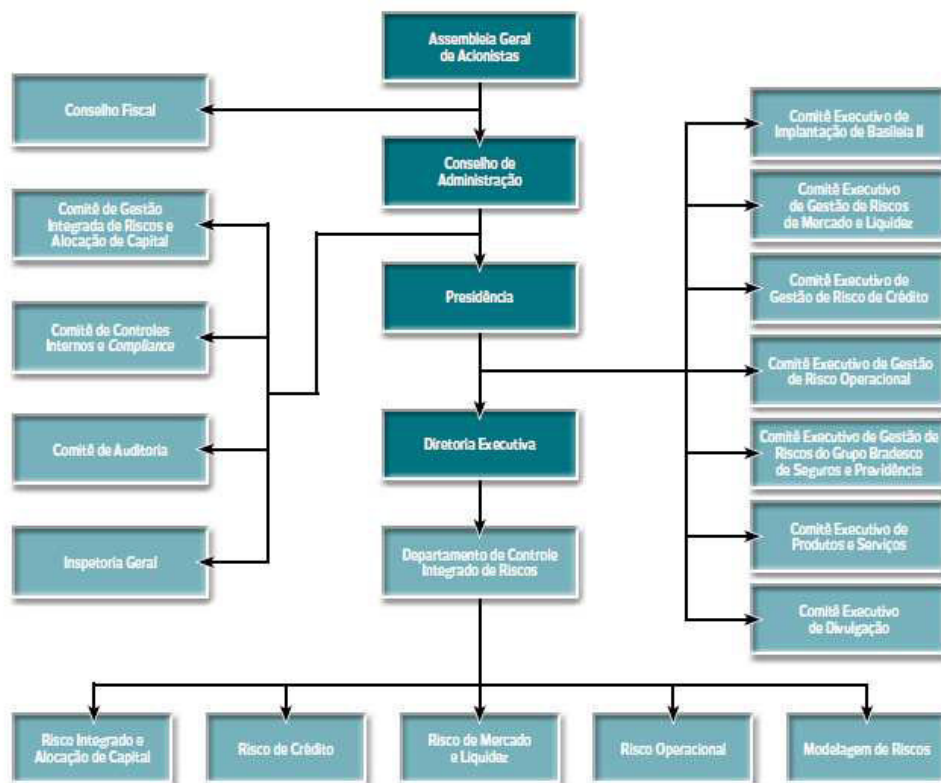 Assembleia Geral
de Acionistas
Conselho Fiscal
Conselho de
Administração
Comitê de Gestão
Integrada de Riscos e
Alocação de Capital
Presidência
Comitê de Controles
Internos e Compliance
Comitê de Auditoria
Diretoria Executiva
Inspetoria Geral
Departamento de Controle
Integrado de Riscos
Comitê Executivo de
Implantação de Basileia II
Comitê Executivo
de Gestão de Riscos
de Mercado e Liquidez
Comitê Executivo de
Gestão de Risco de Crédito
Comitê Executivo de Gestão
de Risco Operacional
Comitê Executivo de Gestão de
Riscos do Grupo Bradesco
de Seguros e Previdência
Comitê Executivo de
Produtos e Serviços
Comitê Executivo
de Divulgação
Risco Integrado e
Alocação de Capital
Risco de Crédito
Risco de Mercado
e Liquidez
Risco Operacional
Modelagem de Riscos